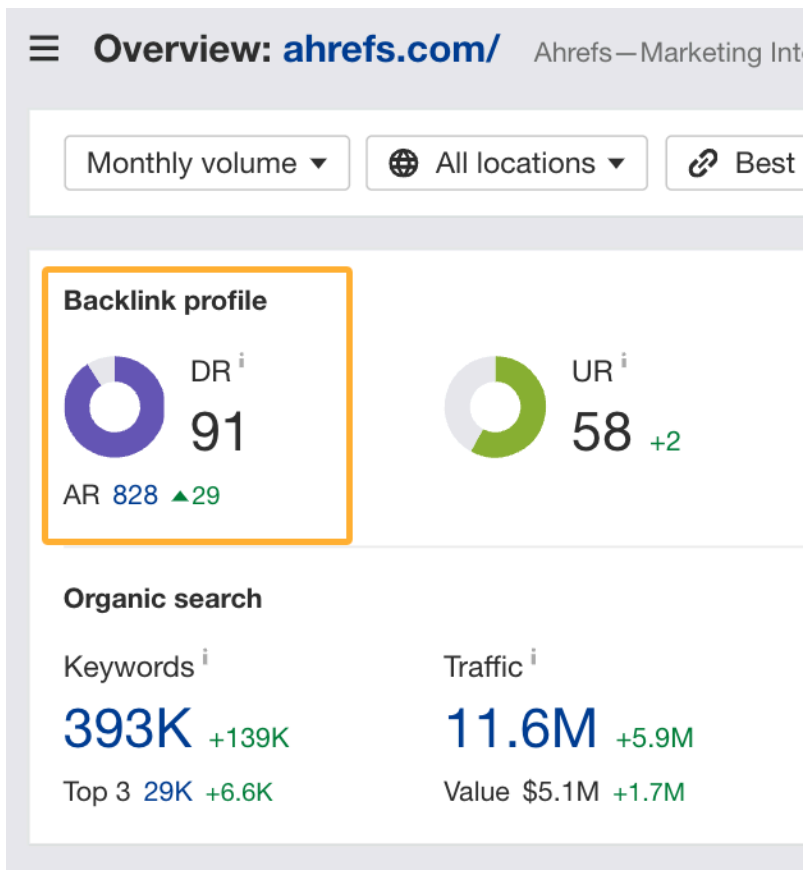 Overview: ahrefs.com/ Ahrefs—Marketing
Monthly volume All locations Best
Backlink profile
DR i UR i
91 58 +2
AR 828 29
Organic search
Keywords i Traffic i
393K +139K 11.6M +5.9M
Top 3 29K +6.6K Value $5.1M +1.7M